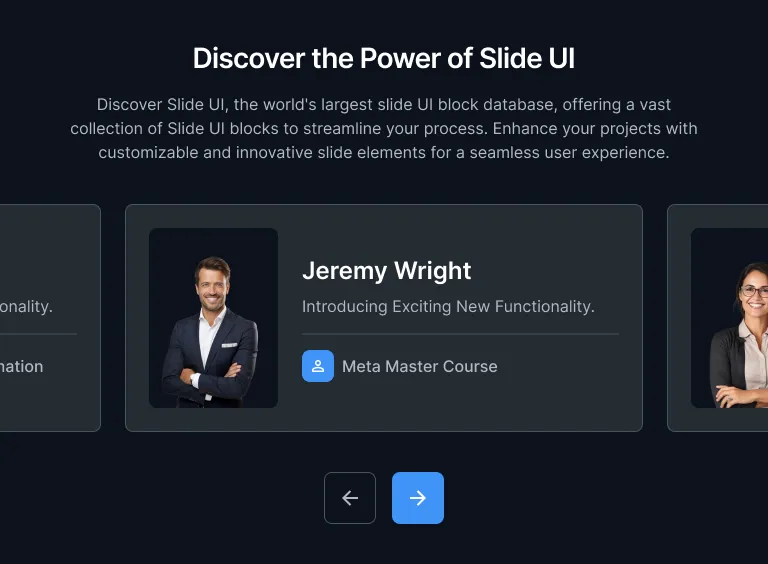 Discover the Power of Slide UI
Discover Slide UI, the world's largest slide UI block database, offering a vast
collection of Slide UI blocks to streamline your process. Enhance your projects with
customizable and innovative slide elements for a seamless user experience.
Jeremy Wright
Introducing Exciting New Functionality.
Meta Master Course